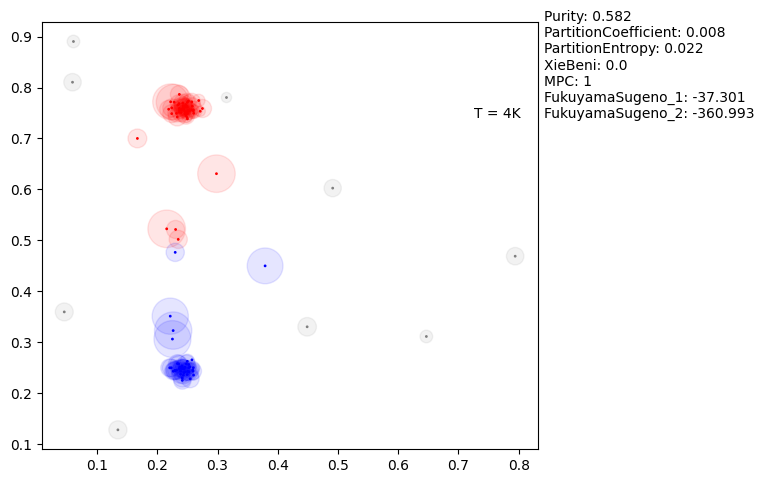 Purity: 0.582
PartitionCoefficient: 0.008
PartitionEntropy: 0.022
XieBeni: 0.0
MPC: 1
FukuyamaSugeno_1: -37.301
FukuyamaSugeno_2: -360.993
T = 4K
0.9
0.8
0.7
0.6
0.5
0.4
0.3
0.2
0.1
0.1 0.2 0.3 0.4 0.5 0.6 0.7 0.8